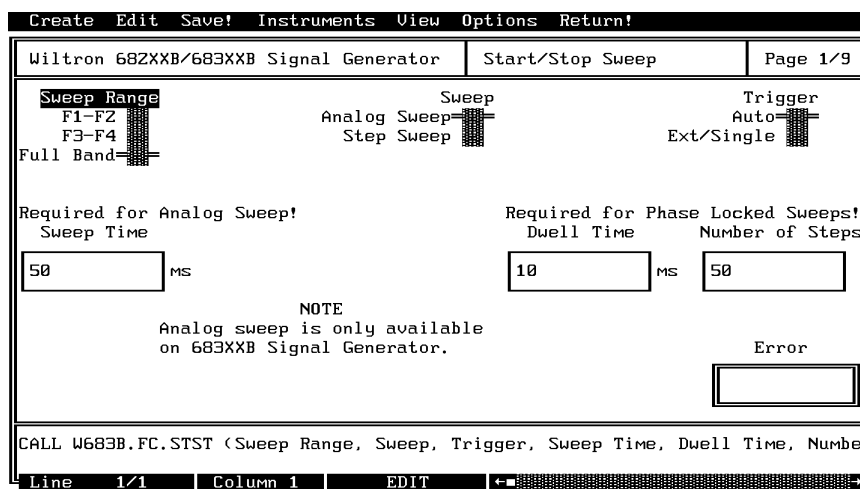 Create Edit Save! Instruments View Options Return!
Wiltron 682XXB/683XXB Signal Generator Start/Stop Sweep Page 1/9
Sweep Range Sweep Trigger
F1-F2 Analog Sweep Auto
F3-F4 Step Sweep Ext/Single
Full Band
Required for Analog Sweep! Required for Phase Locked Sweeps!
Sweep Time Dwell Time Number of Steps
50 ms 10 ms 50
NOTE
Analog sweep is only available
on 683XXB Signal Generator. Error
CALL W683B.FC.STST (Sweep Range, Sweep, Trigger, Sweep Time, Dwell Time, Numbe
Line 1/1 Column 1 EDIT